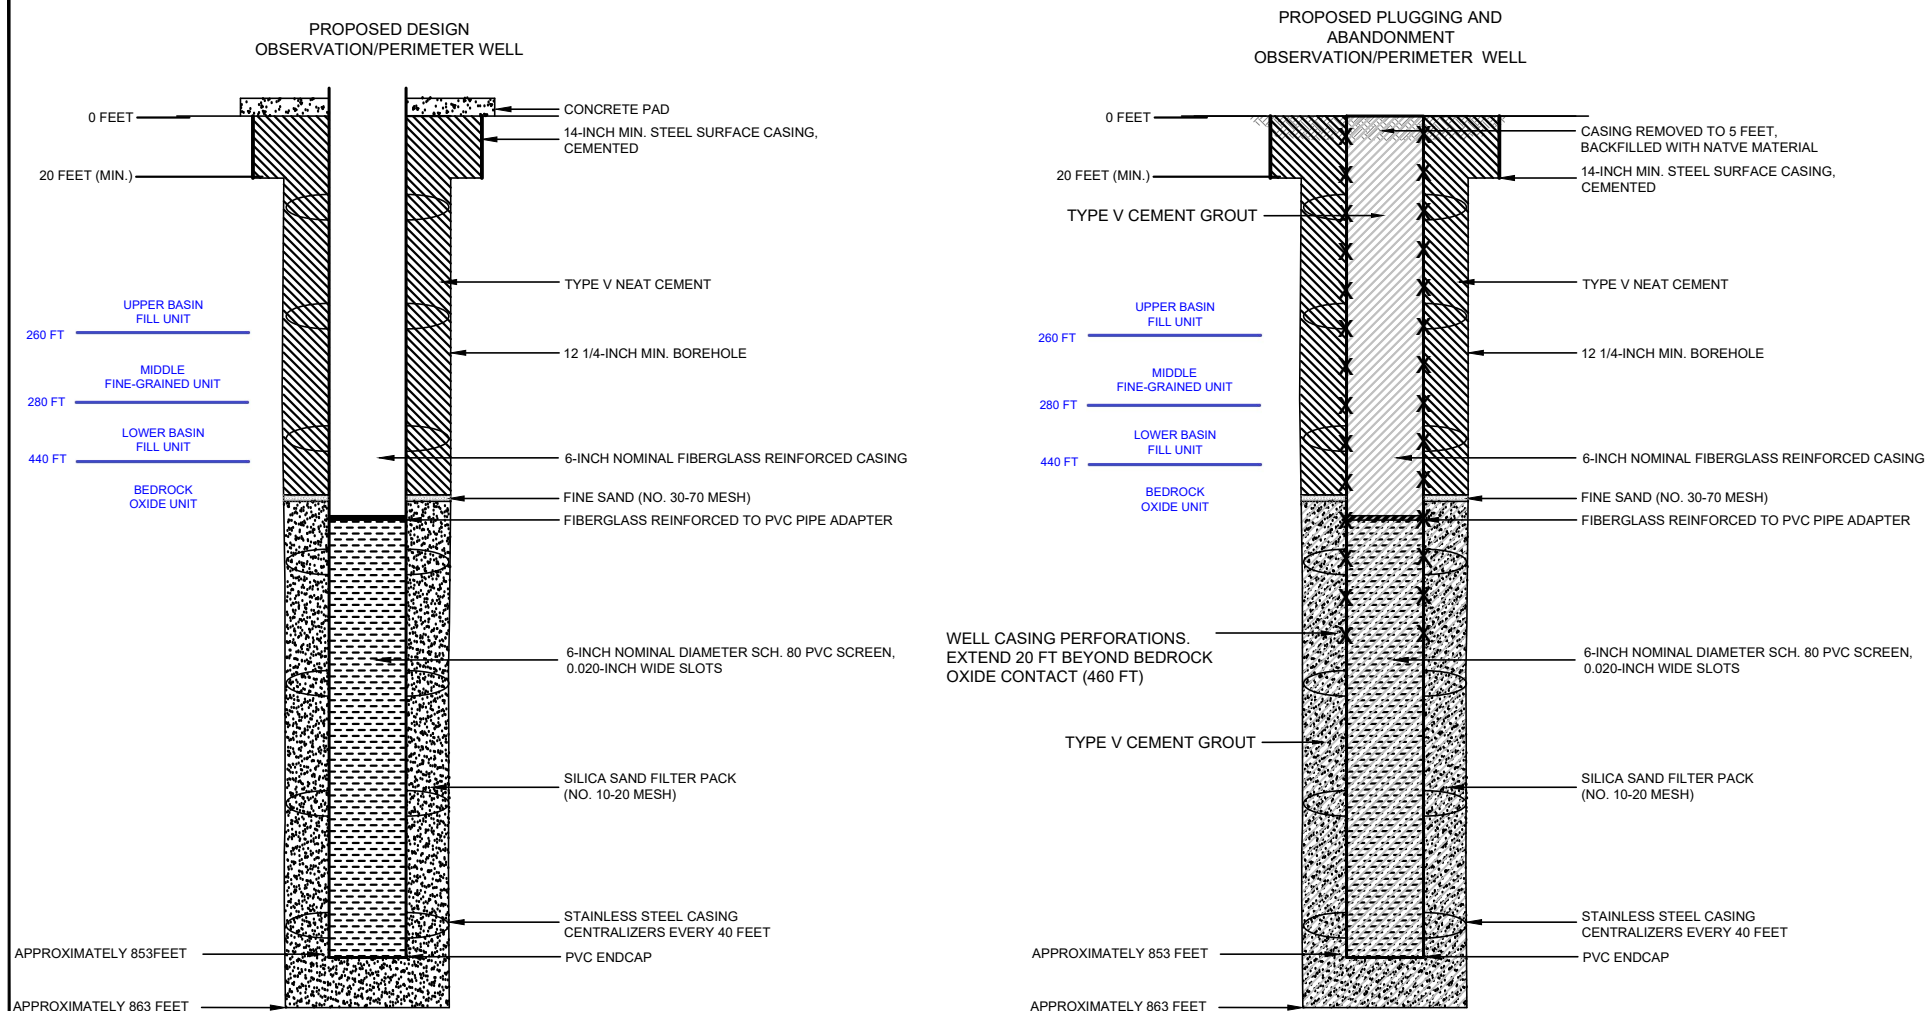 PROPOSED DESIGN
OBSERVATION/PERIMETER WELL
0 FEET
CONCRETE PAD
14-INCH MIN. STEEL SURFACE CASING,
CEMENTED
20 FEET (MIN.)
TYPE V NEAT CEMENT
UPPER BASIN
FILL UNIT
260 FT
12 1/4-INCH MIN. BOREHOLE
MIDDLE
FINE-GRAINED UNIT
280 FT
LOWER BASIN
FILL UNIT
440 FT
6-INCH NOMINAL FIBERGLASS REINFORCED CASING
BEDROCK
OXIDE UNIT
FINE SAND (NO. 30-70 MESH)
FIBERGLASS REINFORCED TO PVC PIPE ADAPTER
6-INCH NOMINAL DIAMETER SCH. 80 PVC SCREEN,
0.020-INCH WIDE SLOTS
SILICA SAND FILTER PACK
(NO. 10-20 MESH)
STAINLESS STEEL CASING
CENTRALIZERS EVERY 40 FEET
APPROXIMATELY 853FEET
PVC ENDCAP
APPROXIMATELY 863 FEET
PROPOSED PLUGGING AND
ABANDONMENT
OBSERVATION/PERIMETER WELL
0 FEET
CASING REMOVED TO 5 FEET,
BACKFILLED WITH NATVE MATERIAL
20 FEET (MIN.)
14-INCH MIN. STEEL SURFACE CASING,
CEMENTED
TYPE V CEMENT GROUT
TYPE V NEAT CEMENT
UPPER BASIN
FILL UNIT
260 FT
12 1/4-INCH MIN. BOREHOLE
MIDDLE
FINE-GRAINED UNIT
280 FT
LOWER BASIN
FILL UNIT
440 FT
6-INCH NOMINAL FIBERGLASS REINFORCED CASING
BEDROCK
OXIDE UNIT
FINE SAND (NO. 30-70 MESH)
FIBERGLASS REINFORCED TO PVC PIPE ADAPTER
WELL CASING PERFORATIONS.
EXTEND 20 FT BEYOND BEDROCK
OXIDE CONTACT (460 FT)
6-INCH NOMINAL DIAMETER SCH. 80 PVC SCREEN,
0.020-INCH WIDE SLOTS
TYPE V CEMENT GROUT
SILICA SAND FILTER PACK
(NO. 10-20 MESH)
STAINLESS STEEL CASING
CENTRALIZERS EVERY 40 FEET
APPROXIMATELY 853 FEET
PVC ENDCAP
APPROXIMATELY 863 FEET